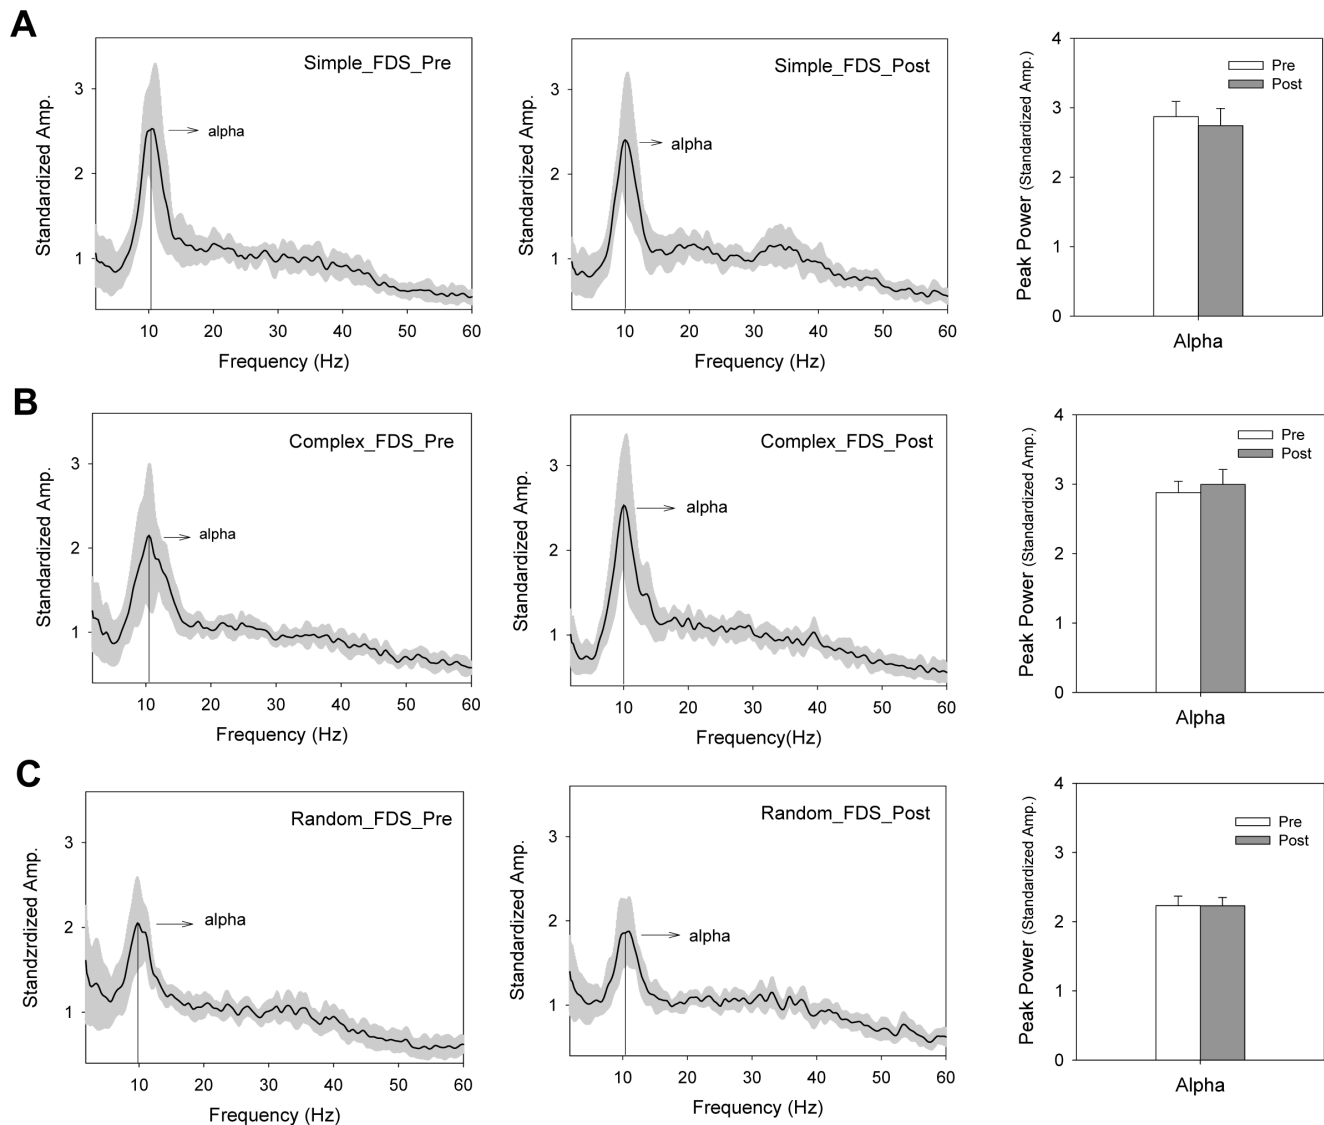 A
Simple_FDS_Pre
Standardized Amp.
3
2
1
alpha
10 20 30 40 50 60
Frequency (Hz)
Simple_FDS_Post
Standardized Amp.
3
2
1
alpha
10 20 30 40 50 60
Frequency (Hz)
Peak Power (Standardized Amp.)
4
3
2
1
0
Pre
Post
Alpha
B
Complex_FDS_Pre
Standardized Amp.
3
2
1
alpha
10 20 30 40 50 60
Frequency (Hz)
Complex_FDS_Post
Standardized Amp.
3
2
1
alpha
10 20 30 40 50 60
Frequency(Hz)
Peak Power (Standardized Amp.)
4
3
2
1
0
Pre
Post
Alpha
C
Random_FDS_Pre
Standzrdized Amp.
3
2
1
alpha
10 20 30 40 50 60
Frequency (Hz)
Random_FDS_Post
Standardized Amp.
3
2
1
alpha
10 20 30 40 50 60
Frequency (Hz)
Peak Power (Standardized Amp.)
4
3
2
1
0
Pre
Post
Alpha